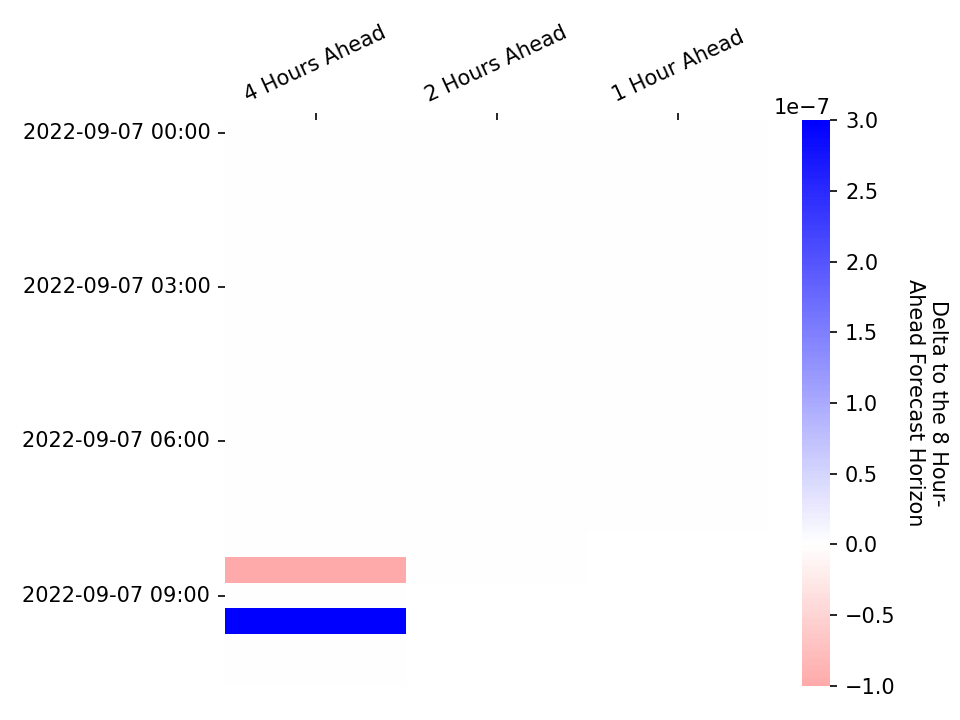 4 Hours Ahead
2 Hours Ahead
1 Hour Ahead
2022-09-07 00:00
2022-09-07 03:00
2022-09-07 06:00
2022-09-07 09:00
1e−7
3.0
2.5
2.0
1.5
1.0
0.5
0.0
−0.5
−1.0
Delta to the 8 Hour-
Ahead Forecast Horizon